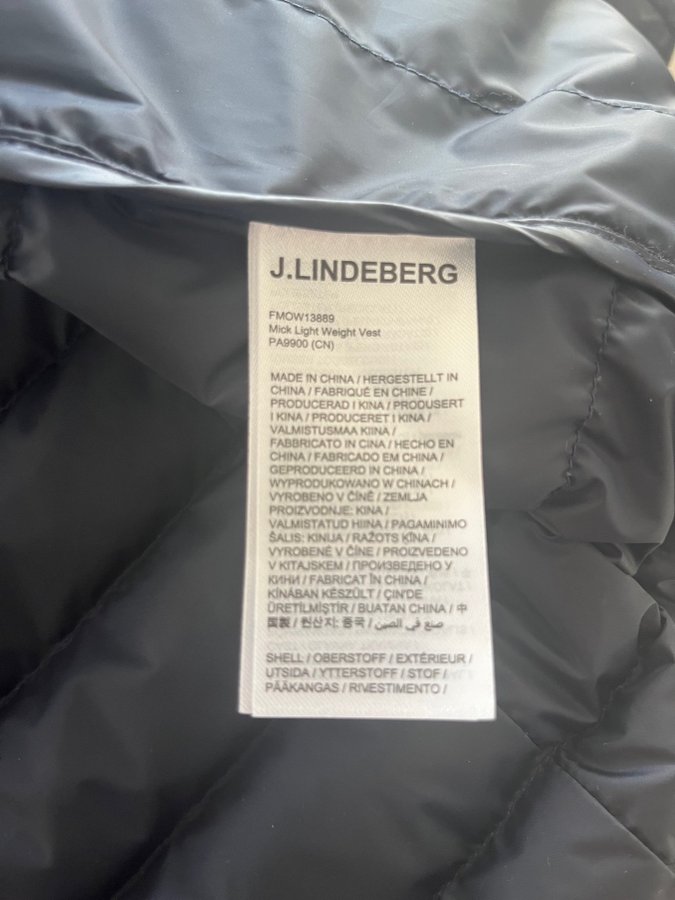 J.LINDEBERG
FMOW13889
Mick Light Weight Vest
PA9900 (CN)
MADE IN CHINA / HERGESTELLT IN
CHINA / FABRIQUÉ EN CHINE /
PRODUCERAD I KINA / PRODUSERT
I KINA / PRODUCERET I KINA /
VALMISTUSMAA KIINA /
FABBRICATO IN CINA / HECHO EN
CHINA / FABRICADO EM CHINA /
GEPRODUCEERD IN CHINA /
WYPRODUKOWANO W CHINACH /
VYROBENO V ČÍNĚ / ZEMLJA
PROIZVODNJE: KINA /
VALMISTATUD HIINA / PAGAMINIMO
ŠALIS: KINIJA / RAŽOTS ĶĪNA /
VYROBENÉ V ČÍNE / PROIZVEDENO
V KITAJSKEM / ПРОИЗВЕДЕНО У
КИНИ / FABRICAT ÎN CHINA /
KÍNÁBAN KÉSZÜLT / ÇIN'DE
ÜRETİLMİŞTİR / BUATAN CHINA / 中
国製 / 원산지: 중국 / صنع في الصين
SHELL / OBERSTOFF / EXTÉRIEUR /
UTSIDA / YTTERSTOFF / STOF /
PÄÄKANGAS / RIVESTIMENTO /